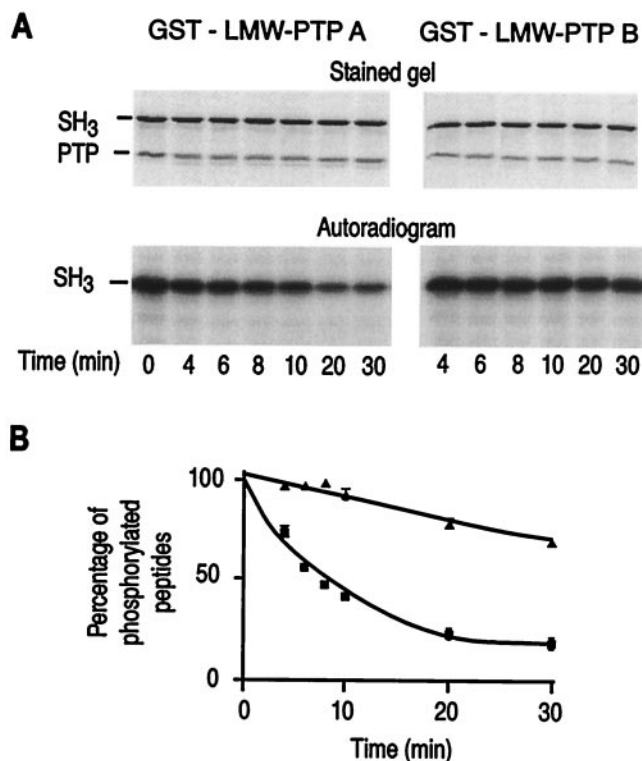 A
GST - LMW-PTP A GST - LMW-PTP B
Stained gel
SH₃
PTP
Autoradiogram
SH₃
Time (min) 0 4 6 8 10 20 30 4 6 8 10 20 30
B
Percentage of
phosphorylated
peptides
100
50
0
0 10 20 30
Time (min)